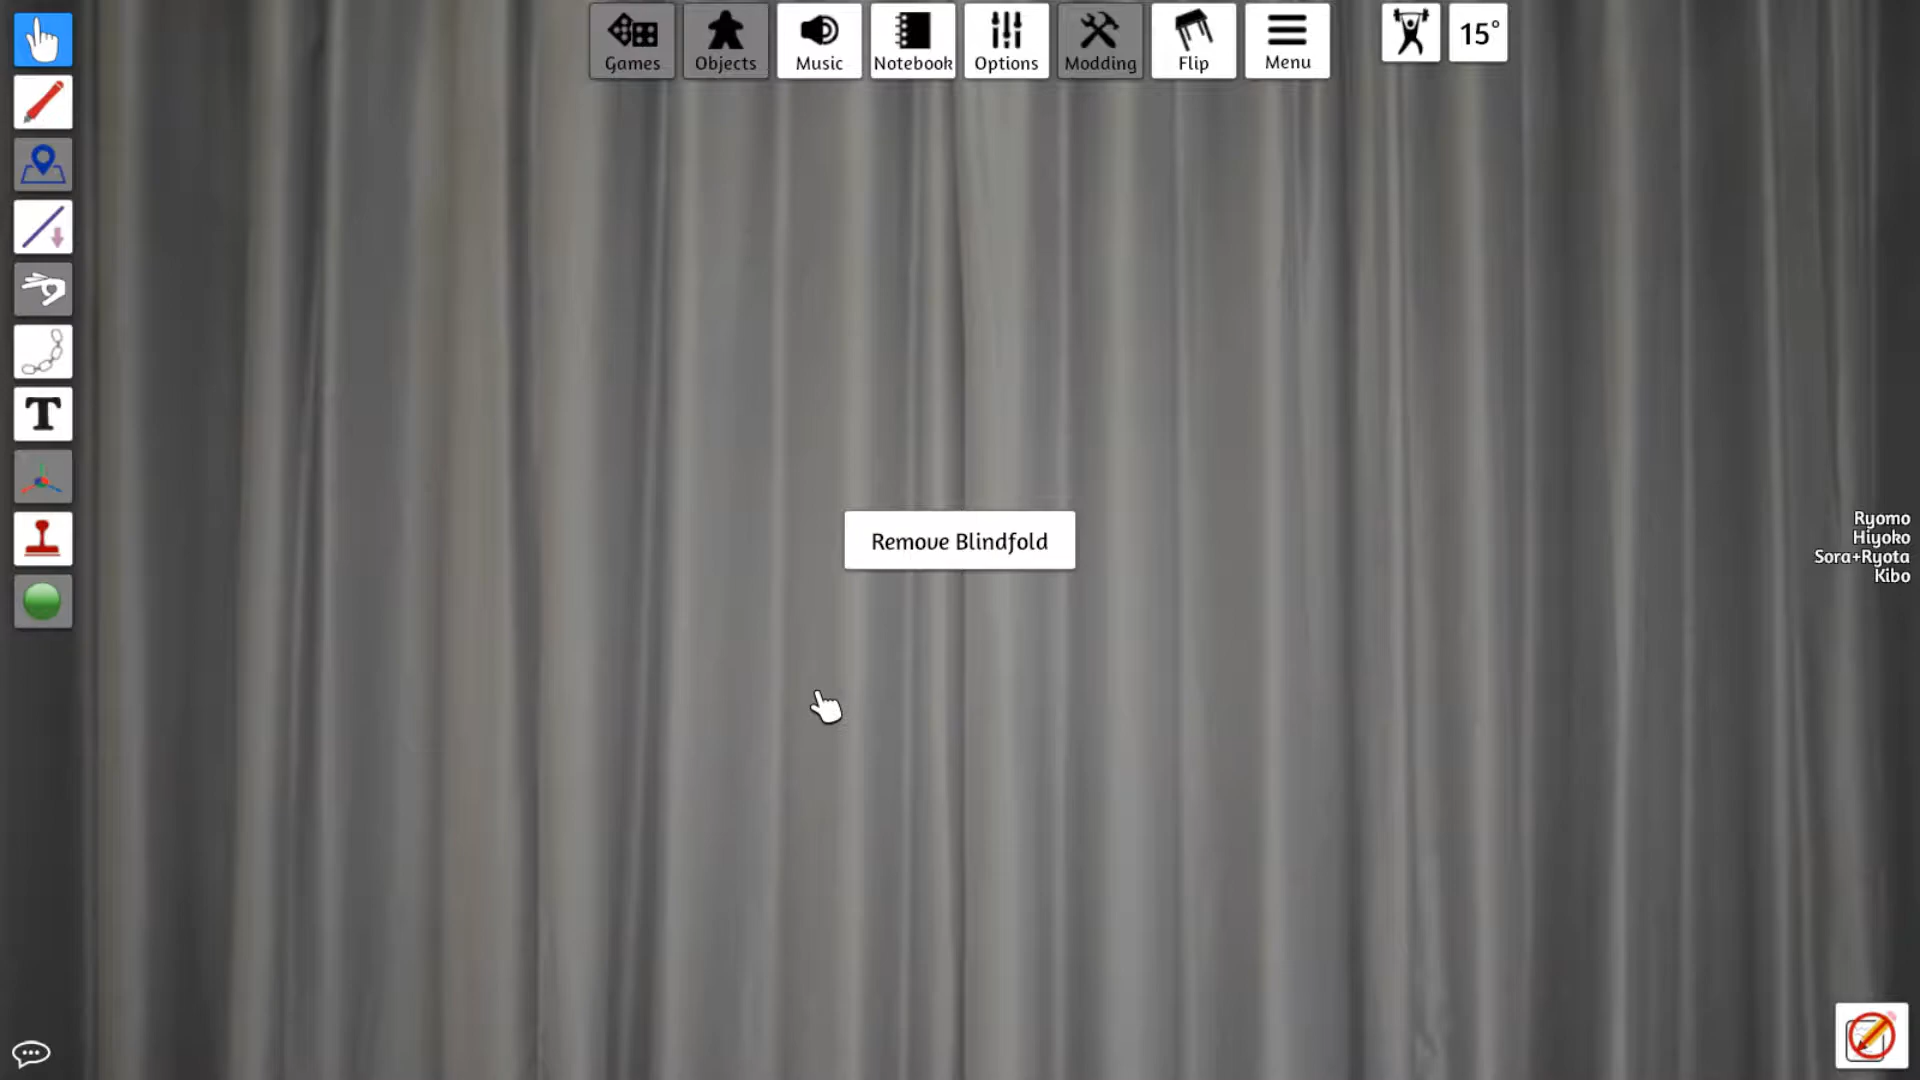 Games
Objects
Music
Notebook
Options
Modding
Flip
Menu
15°
T
Remove Blindfold
Ryomo
Hiyoko
Sora+Ryota
Kibo